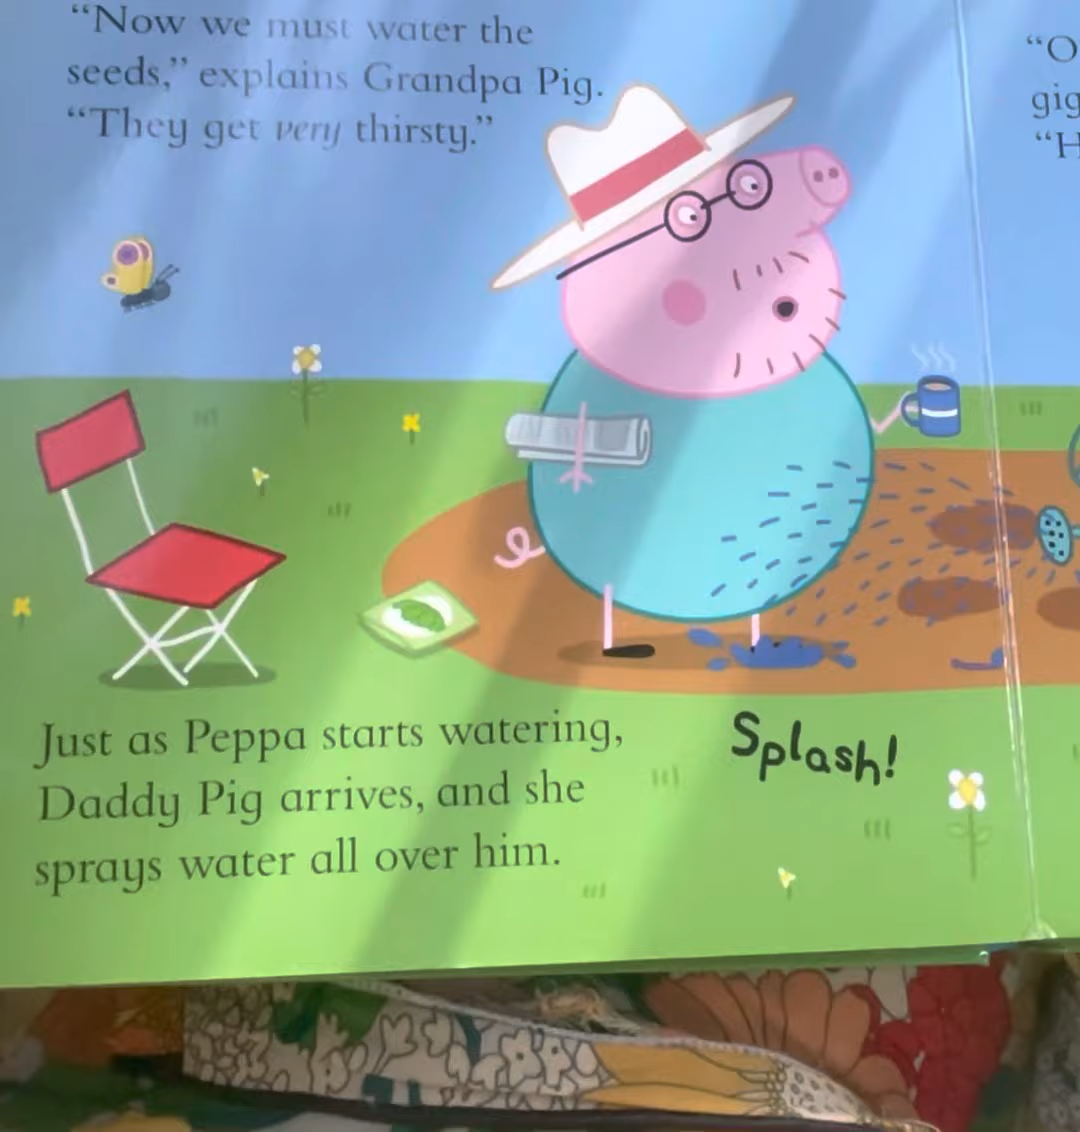 “Now we must water the
seeds,” explains Grandpa Pig.
“They get very thirsty.”
Just as Peppa starts watering,
Daddy Pig arrives, and she
sprays water all over him.
Splash!